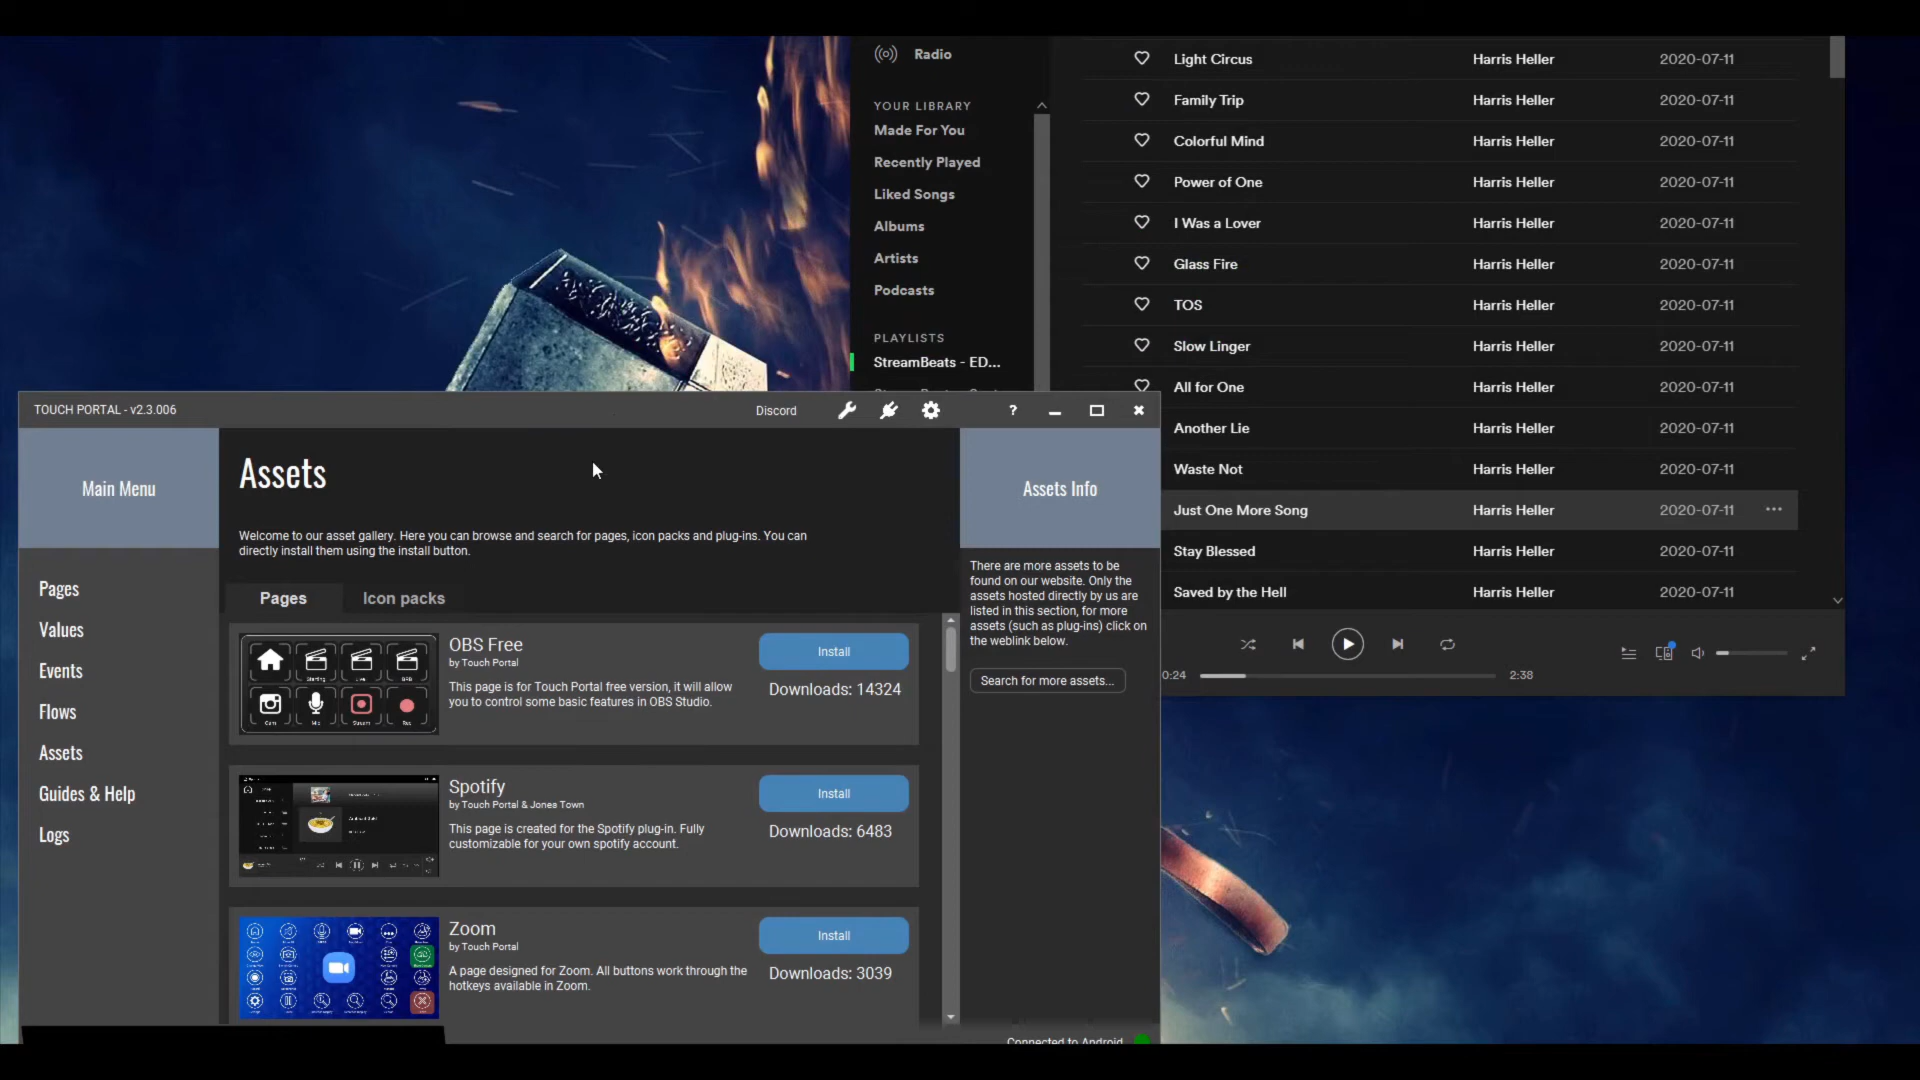 Radio
YOUR LIBRARY
Made For You
Recently Played
Liked Songs
Albums
Artists
Podcasts
PLAYLISTS
StreamBeats - ED...
Light Circus Harris Heller 2020-07-11
Family Trip Harris Heller 2020-07-11
Colorful Mind Harris Heller 2020-07-11
Power of One Harris Heller 2020-07-11
I Was a Lover Harris Heller 2020-07-11
Glass Fire Harris Heller 2020-07-11
TOS Harris Heller 2020-07-11
Slow Linger Harris Heller 2020-07-11
All for One Harris Heller 2020-07-11
Another Lie Harris Heller 2020-07-11
Waste Not Harris Heller 2020-07-11
Just One More Song Harris Heller 2020-07-11 ...
Stay Blessed Harris Heller 2020-07-11
Saved by the Hell Harris Heller 2020-07-11
0:24 2:38
TOUCH PORTAL - v2.3.006 Discord ?
Main Menu
Pages
Values
Events
Flows
Assets
Guides & Help
Logs
Assets
Welcome to our asset gallery. Here you can browse and search for pages, icon packs and plug-ins. You can
directly install them using the install button.
Pages Icon packs
OBS Free
by Touch Portal
This page is for Touch Portal free version, it will allow
you to control some basic features in OBS Studio.
Install
Downloads: 14324
Spotify
by Touch Portal & Jones Town
This page is created for the Spotify plug-in. Fully
customizable for your own spotify account.
Install
Downloads: 6483
Zoom
by Touch Portal
A page designed for Zoom. All buttons work through the
hotkeys available in Zoom.
Install
Downloads: 3039
Assets Info
There are more assets to be
found on our website. Only the
assets hosted directly by us are
listed in this section, for more
assets (such as plug-ins) click on
the weblink below.
Search for more assets...
Connected to Android